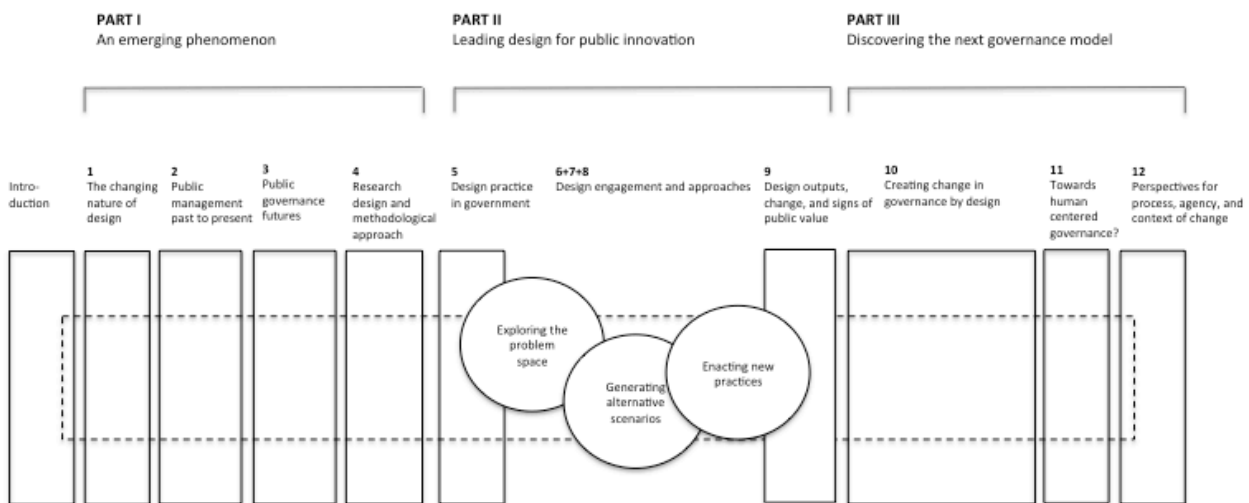 PART I
An emerging phenomenon
PART II
Leading design for public innovation
PART III
Discovering the next governance model
Intro-
duction
1
The changing
nature of
design
2
Public
management
past to present
3
Public
governance
futures
4
Research
design and
methodological
approach
5
Design practice
in government
6+7+8
Design engagement and approaches
9
Design outputs,
change, and signs of
public value
10
Creating change in
governance by design
11
Towards
human
centered
governance?
12
Perspectives for
process, agency, and
context of change
Exploring the
problem
space
Generating
alternative
scenarios
Enacting new
practices